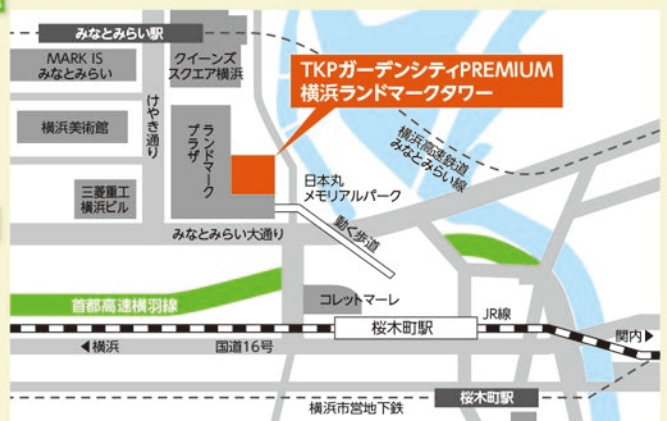 みなとみらい駅
MARK IS
みなとみらい
クイーンズ
スクエア横浜
TKPガーデンシティPREMIUM
横浜ランドマークタワー
けやき通り
横浜美術館
ランドマーク
プラザ
横浜高速鉄道
みなとみらい線
三菱重工
横浜ビル
日本丸
メモリアルパーク
みなとみらい大通り
動く歩道
首都高速横羽線
コレットマーレ
桜木町駅
JR線
関内▶
◀横浜
国道16号
桜木町駅
横浜市営地下鉄